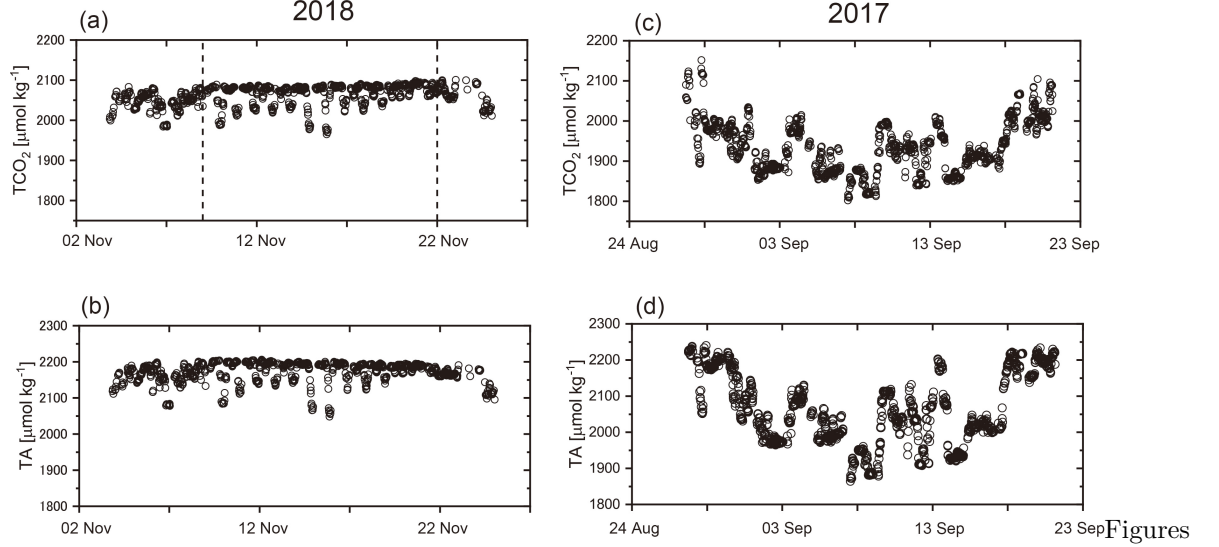 2018
2017
(a)
(c)
2200
2100
2000
1900
1800
TCO2 [μmol kg-1]
02 Nov
12 Nov
22 Nov
2200
2100
2000
1900
1800
TCO2 [μmol kg-1]
24 Aug
03 Sep
13 Sep
23 Sep
(b)
(d)
2300
2200
2100
2000
1900
1800
TA [μmol kg-1]
02 Nov
12 Nov
22 Nov
2300
2200
2100
2000
1900
1800
TA [μmol kg-1]
24 Aug
03 Sep
13 Sep
23 Sep
Figures